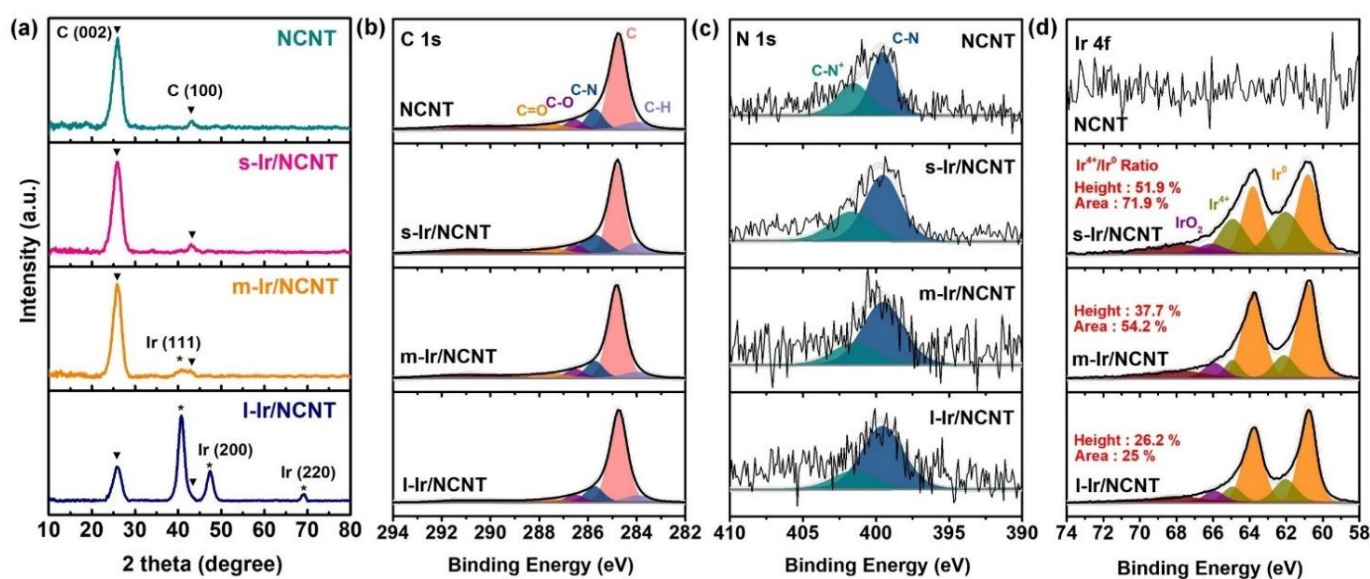 (a)
C (002)
NCNT
C (100)
s-Ir/NCNT
m-Ir/NCNT
Ir (111)
*
l-Ir/NCNT
*
Ir (200)
*
Ir (220)
*
10 20 30 40 50 60 70 80
2 theta (degree)
Intensity (a.u.)
(b)
C 1s
C
C-N
C-O
C=O
C-H
NCNT
s-Ir/NCNT
m-Ir/NCNT
l-Ir/NCNT
294 292 290 288 286 284 282
Binding Energy (eV)
(c)
N 1s
NCNT
C-N
C-N⁺
s-Ir/NCNT
m-Ir/NCNT
l-Ir/NCNT
410 405 400 395 390
Binding Energy (eV)
(d)
Ir 4f
NCNT
Ir⁴⁺/Ir⁰ Ratio
Height : 51.9 %
Area : 71.9 %
Ir⁰
Ir⁴⁺
IrO₂
s-Ir/NCNT
Height : 37.7 %
Area : 54.2 %
m-Ir/NCNT
Height : 26.2 %
Area : 25 %
l-Ir/NCNT
74 72 70 68 66 64 62 60 58
Binding Energy (eV)